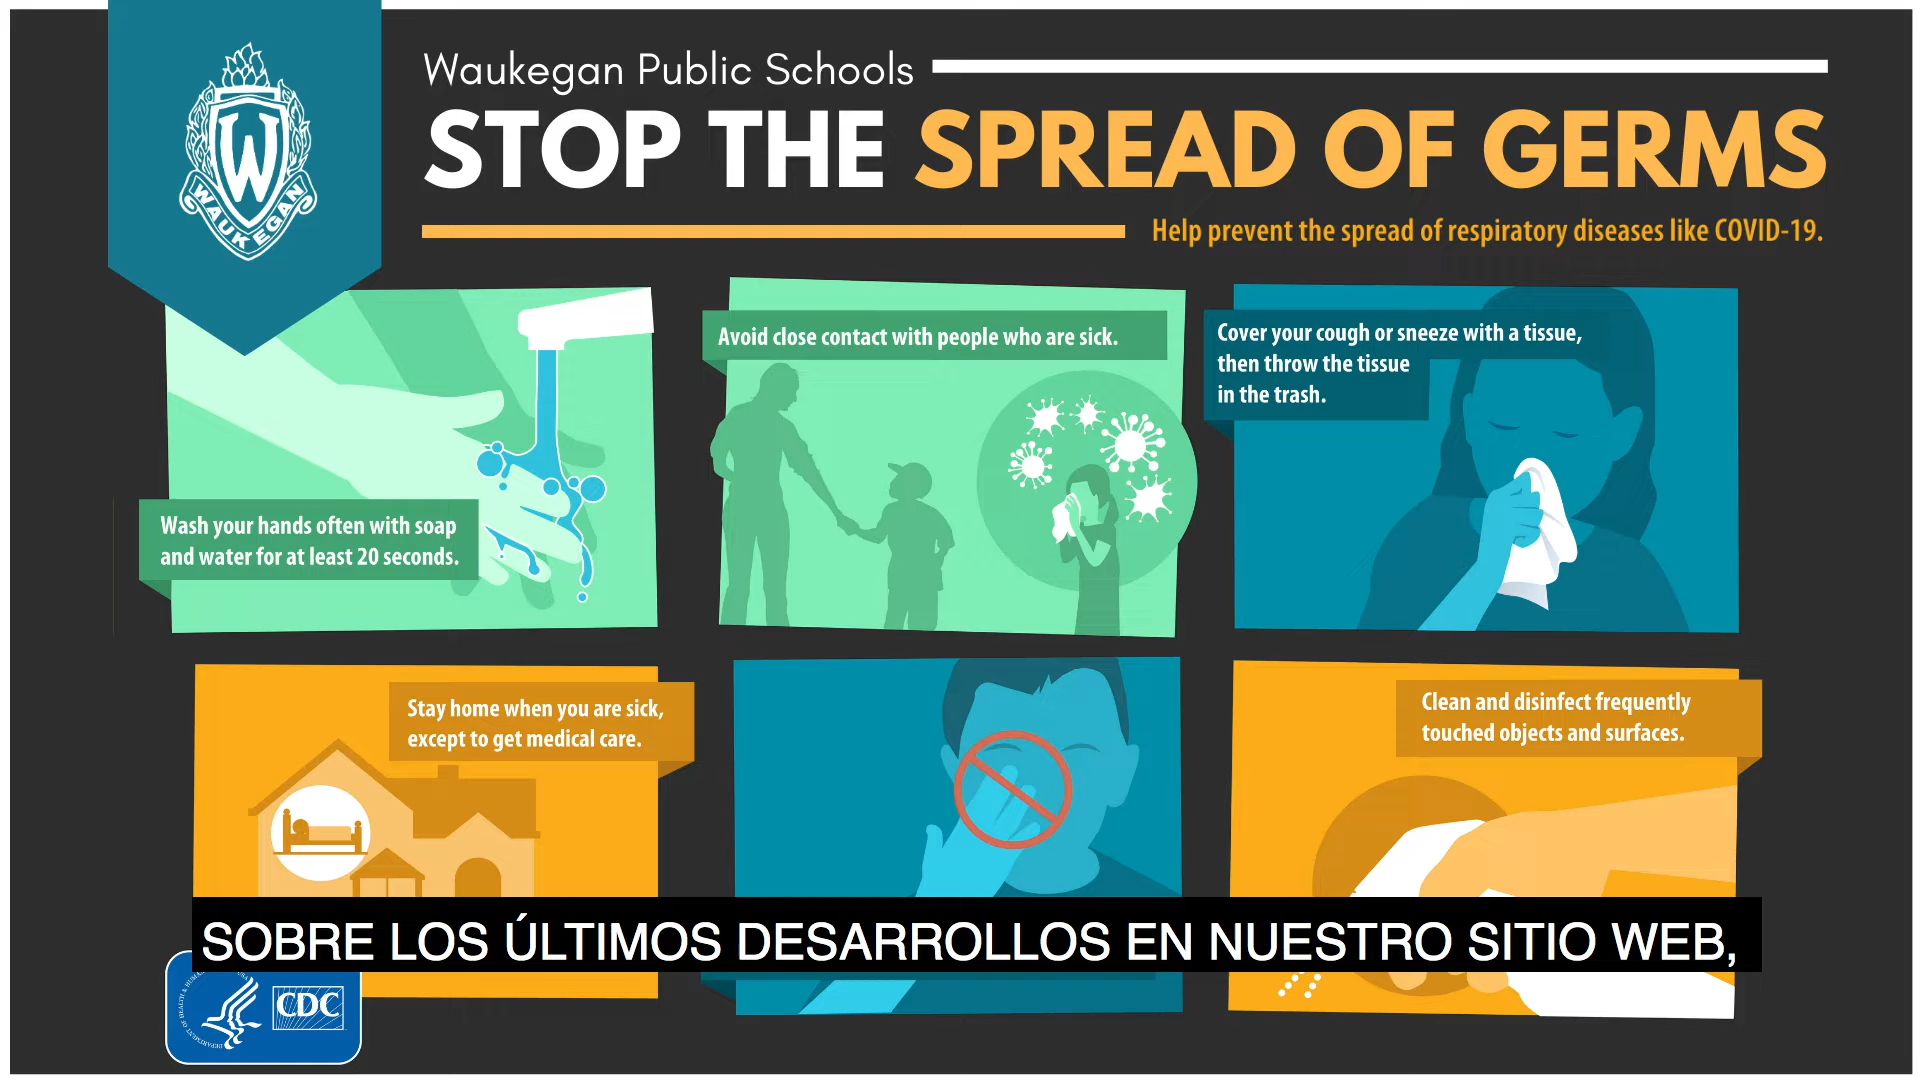 Waukegan Public Schools
STOP THE SPREAD OF GERMS
Help prevent the spread of respiratory diseases like COVID-19.
W
WAUKEGAN
Wash your hands often with soap
and water for at least 20 seconds.
Avoid close contact with people who are sick.
Cover your cough or sneeze with a tissue,
then throw the tissue
in the trash.
Stay home when you are sick,
except to get medical care.
Clean and disinfect frequently
touched objects and surfaces.
SOBRE LOS ÚLTIMOS DESARROLLOS EN NUESTRO SITIO WEB,
CDC